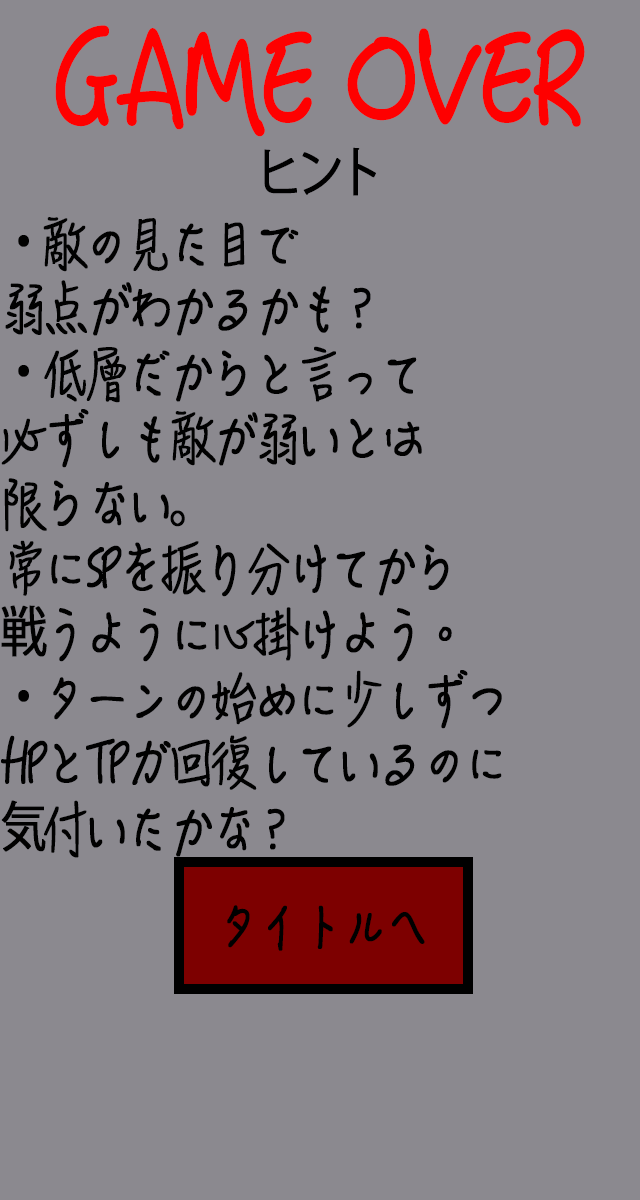 GAME OVER
ヒント
・敵の見た目で
弱点がわかるかも？
・低層だからと言って
必ずしも敵が弱いとは
限らない。
常にSPを振り分けてから
戦うように心掛けよう。
・ターンの始めに少しずつ
HPとTPが回復しているのに
気付いたかな？
タイトルへ